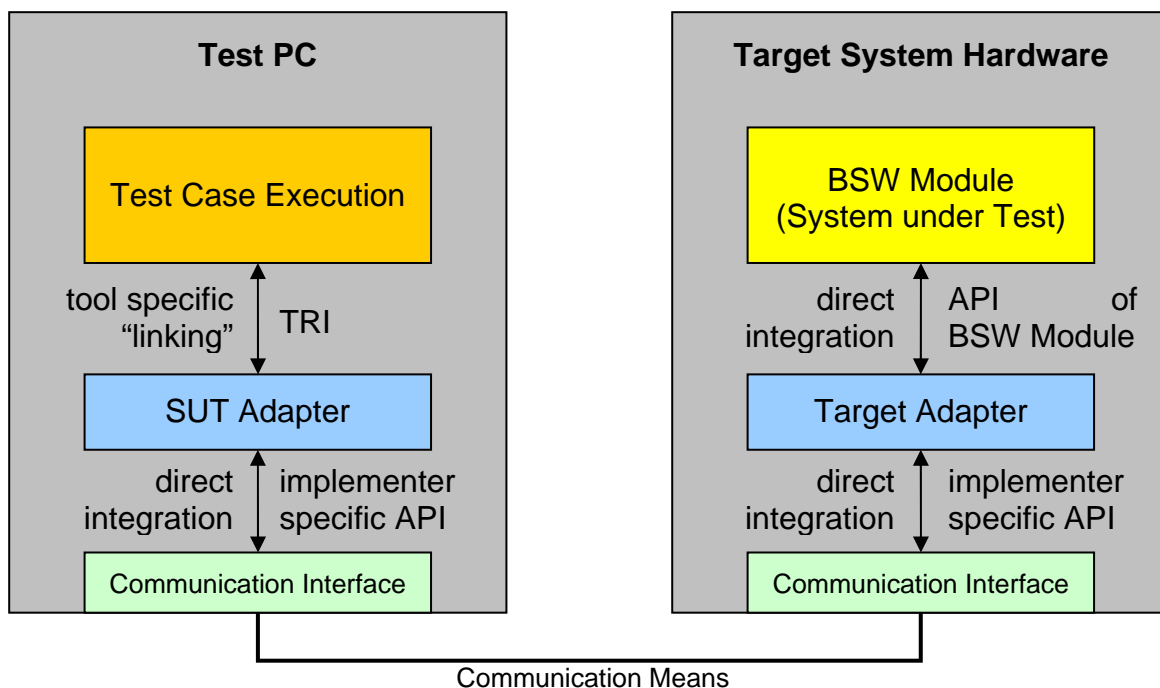 Test PC
Test Case Execution
tool specific
“linking”
TRI
SUT Adapter
direct
integration
implementer
specific API
Communication Interface
Target System Hardware
BSW Module
(System under Test)
direct
integration
API of
BSW Module
Target Adapter
direct
integration
implementer
specific API
Communication Interface
Communication Means